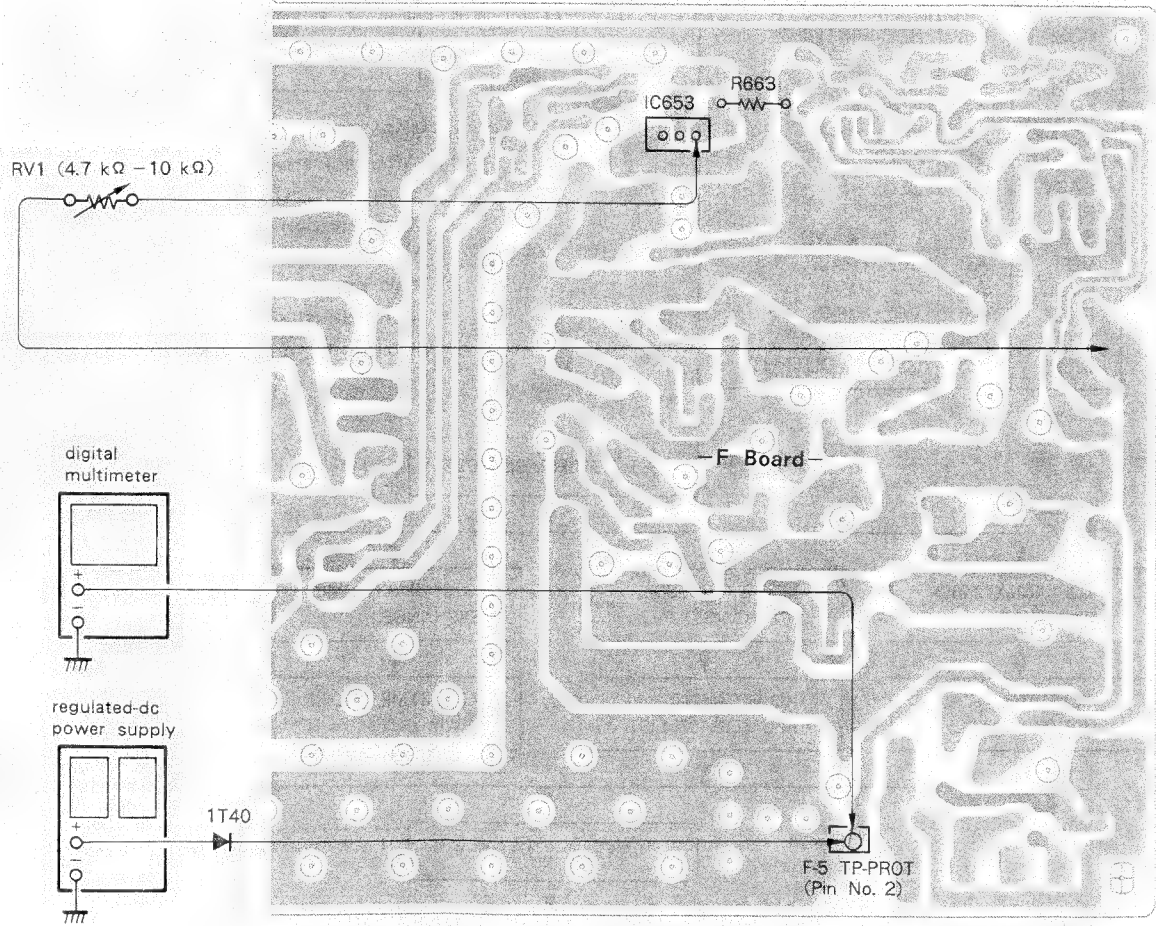 R663
IC653
RV1 (4.7 kΩ – 10 kΩ)
digital
multimeter
+
−
–F Board–
regulated-dc
power supply
+
−
1T40
F-5 TP-PROT
(Pin No. 2)